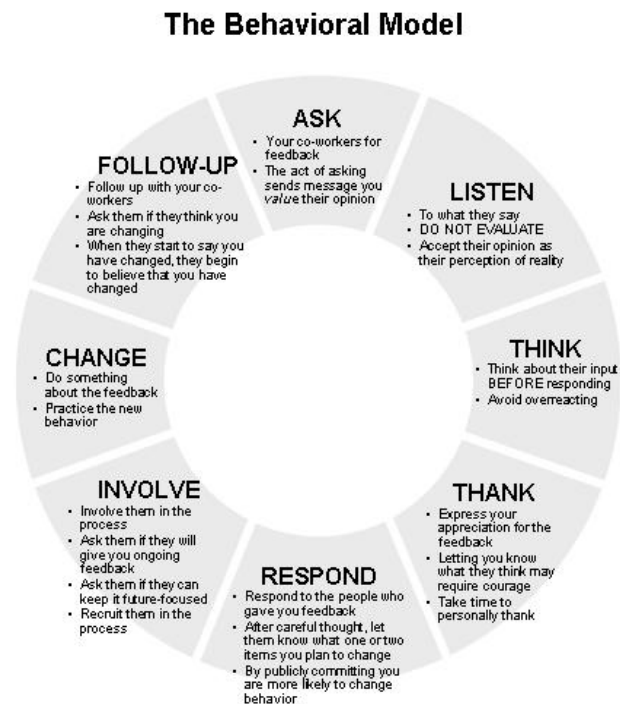 The Behavioral Model
ASK
• Your co-workers for
feedback
• The act of asking
sends message you
value their opinion
LISTEN
• To what they say
• DO NOT EVALUATE
• Accept their opinion as
their perception of reality
THINK
• Think about their input
BEFORE responding
• Avoid overreacting
THANK
• Express your
appreciation for the
feedback
• Letting you know
what they think may
require courage
• Take time to
personally thank
RESPOND
• Respond to the people who
gave you feedback
• After careful thought, let
them know what one or two
items you plan to change
• By publicly committing you
are more likely to change
behavior
INVOLVE
• Involve them in the
process
• Ask them if they will
give you ongoing
feedback
• Ask them if they can
keep it future-focused
• Recruit them in the
process
CHANGE
• Do something
about the feedback
• Practice the new
behavior
FOLLOW-UP
• Follow up with your co-
workers
• Ask them if they think you
are changing
• When they start to say you
have changed, they begin
to believe that you have
changed